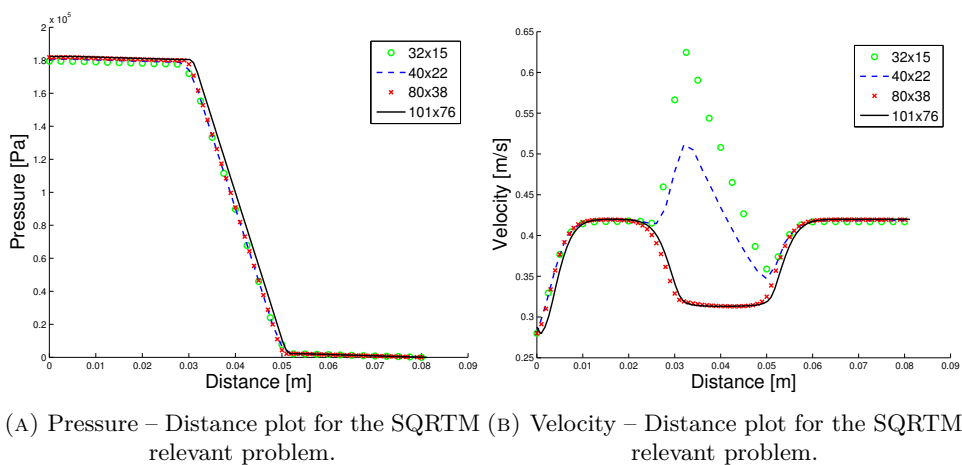 x 10⁵
2
1.8
1.6
1.4
1.2
1
0.8
0.6
0.4
0.2
0
Pressure [Pa]
0 0.01 0.02 0.03 0.04 0.05 0.06 0.07 0.08 0.09
Distance [m]
32x15
40x22
80x38
101x76
0.65
0.6
0.55
0.5
0.45
0.4
0.35
0.3
0.25
Velocity [m/s]
0 0.01 0.02 0.03 0.04 0.05 0.06 0.07 0.08 0.09
Distance [m]
32x15
40x22
80x38
101x76
(A) Pressure – Distance plot for the SQRTM
relevant problem.
(B) Velocity – Distance plot for the SQRTM
relevant problem.